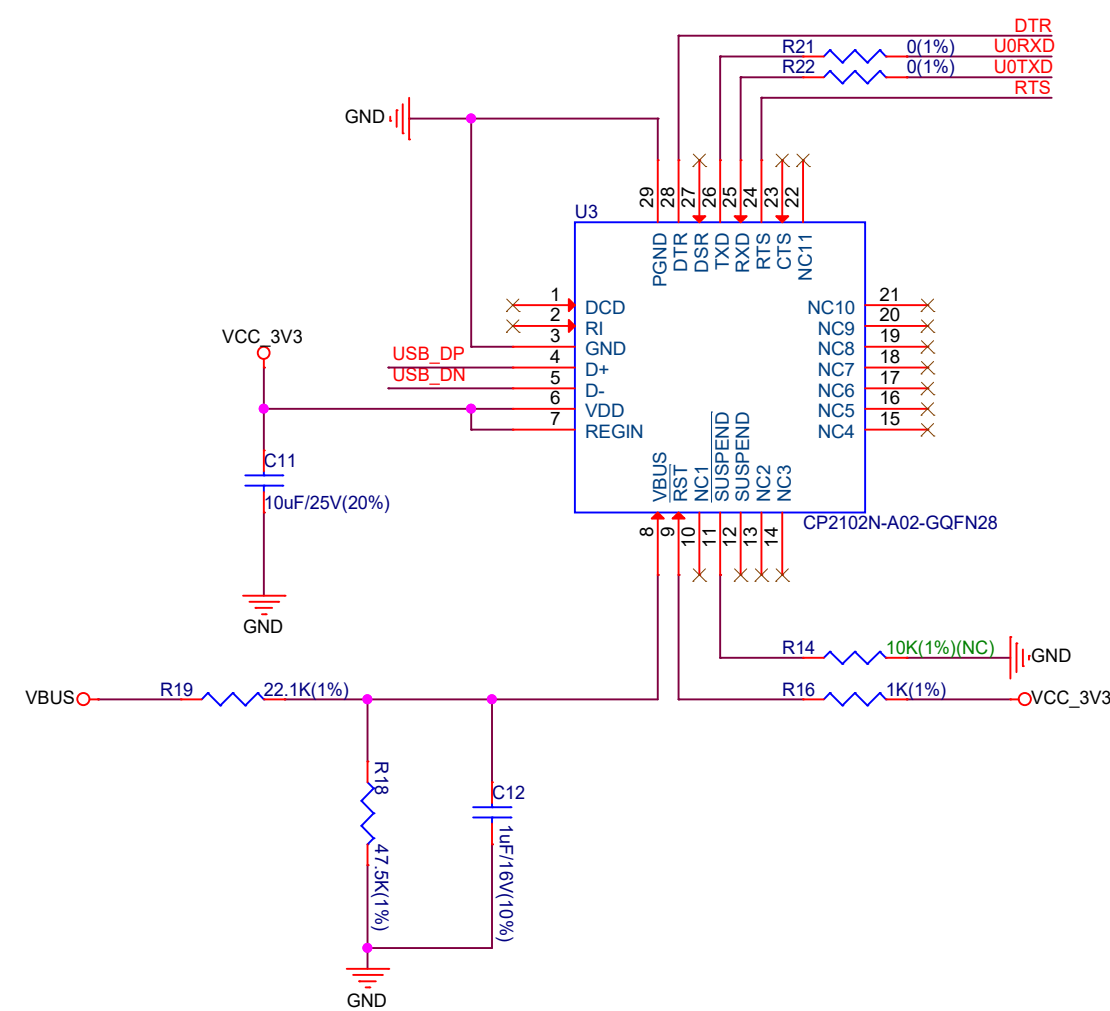 DTR
R21 0(1%) U0RXD
R22 0(1%) U0TXD
RTS
GND
29 28 27 26 25 24 23 22
U3
PGND DTR DSR TXD RXD RTS CTS NC11
1 DCD
2 RI
3 GND
USB_DP 4 D+
USB_DN 5 D-
6 VDD
7 REGIN
NC10 21
NC9 20
NC8 19
NC7 18
NC6 17
NC5 16
NC4 15
VCC_3V3
C11
10uF/25V(20%)
GND
VBUS RST NC1 SUSPEND SUSPEND NC2 NC3
8 9 10 11 12 13 14
CP2102N-A02-GQFN28
R14 10K(1%)(NC) GND
VBUS R19 22.1K(1%)
R16 1K(1%) VCC_3V3
R18
47.5K(1%)
C12
1uF/16V(10%)
GND